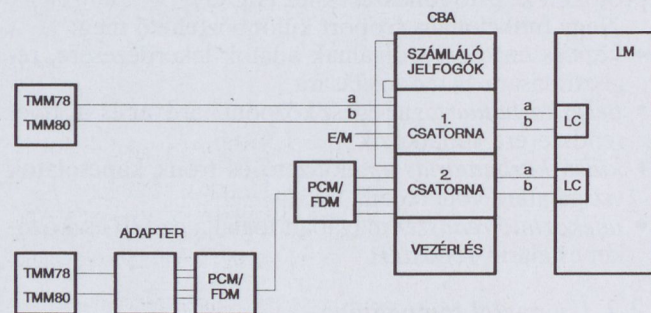 CBA
SZÁMLÁLÓ
JELFOGÓK
LM
TMM78
TMM80
a
b
E/M
1.
CSATORNA
a
b
LC
2.
CSATORNA
a
b
LC
PCM/
FDM
VEZÉRLÉS
ADAPTER
TMM78
TMM80
PCM/
FDM